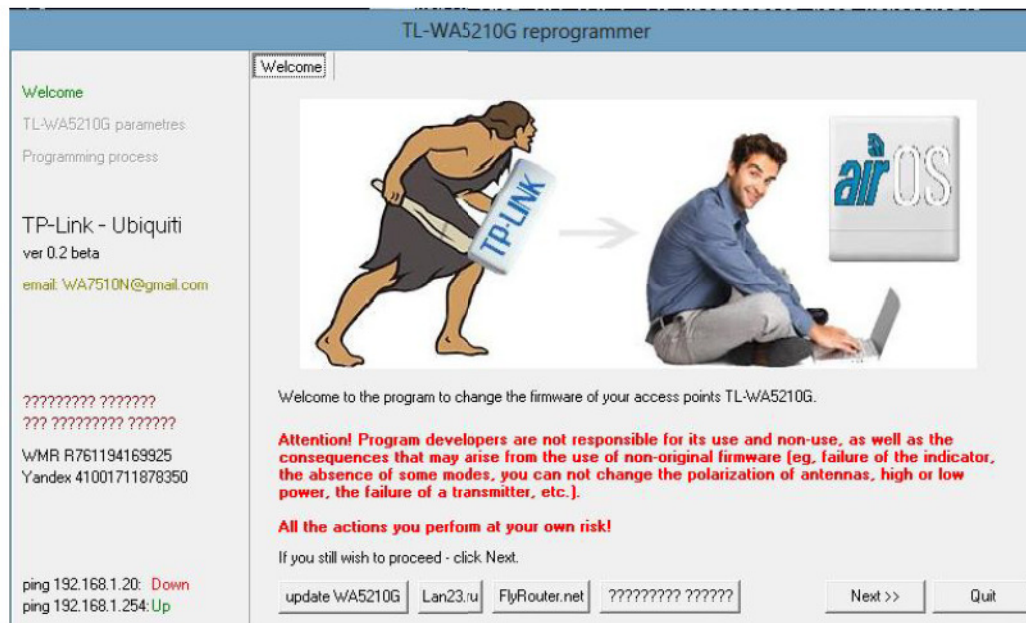 TL-WA5210G reprogrammer
Welcome
TL-WA5210G parametres
Programming process
TP-Link - Ubiquiti
ver 0.2 beta
email: WA7510N@gmail.com
????????? ???????
??? ????????? ??????
WMR R761194169925
Yandex 41001711878350
ping 192.168.1.20: Down
ping 192.168.1.254: Up
Welcome
TP-LINK
air OS
Welcome to the program to change the firmware of your access points TL-WA5210G.
Attention! Program developers are not responsible for its use and non-use, as well as the
consequences that may arise from the use of non-original firmware (eg, failure of the indicator,
the absence of some modes, you can not change the polarization of antennas, high or low
power, the failure of a transmitter, etc.).
All the actions you perform at your own risk!
If you still wish to proceed - click Next.
update WA5210G
Lan23.ru
FlyRouter.net
????????? ??????
Next >>
Quit